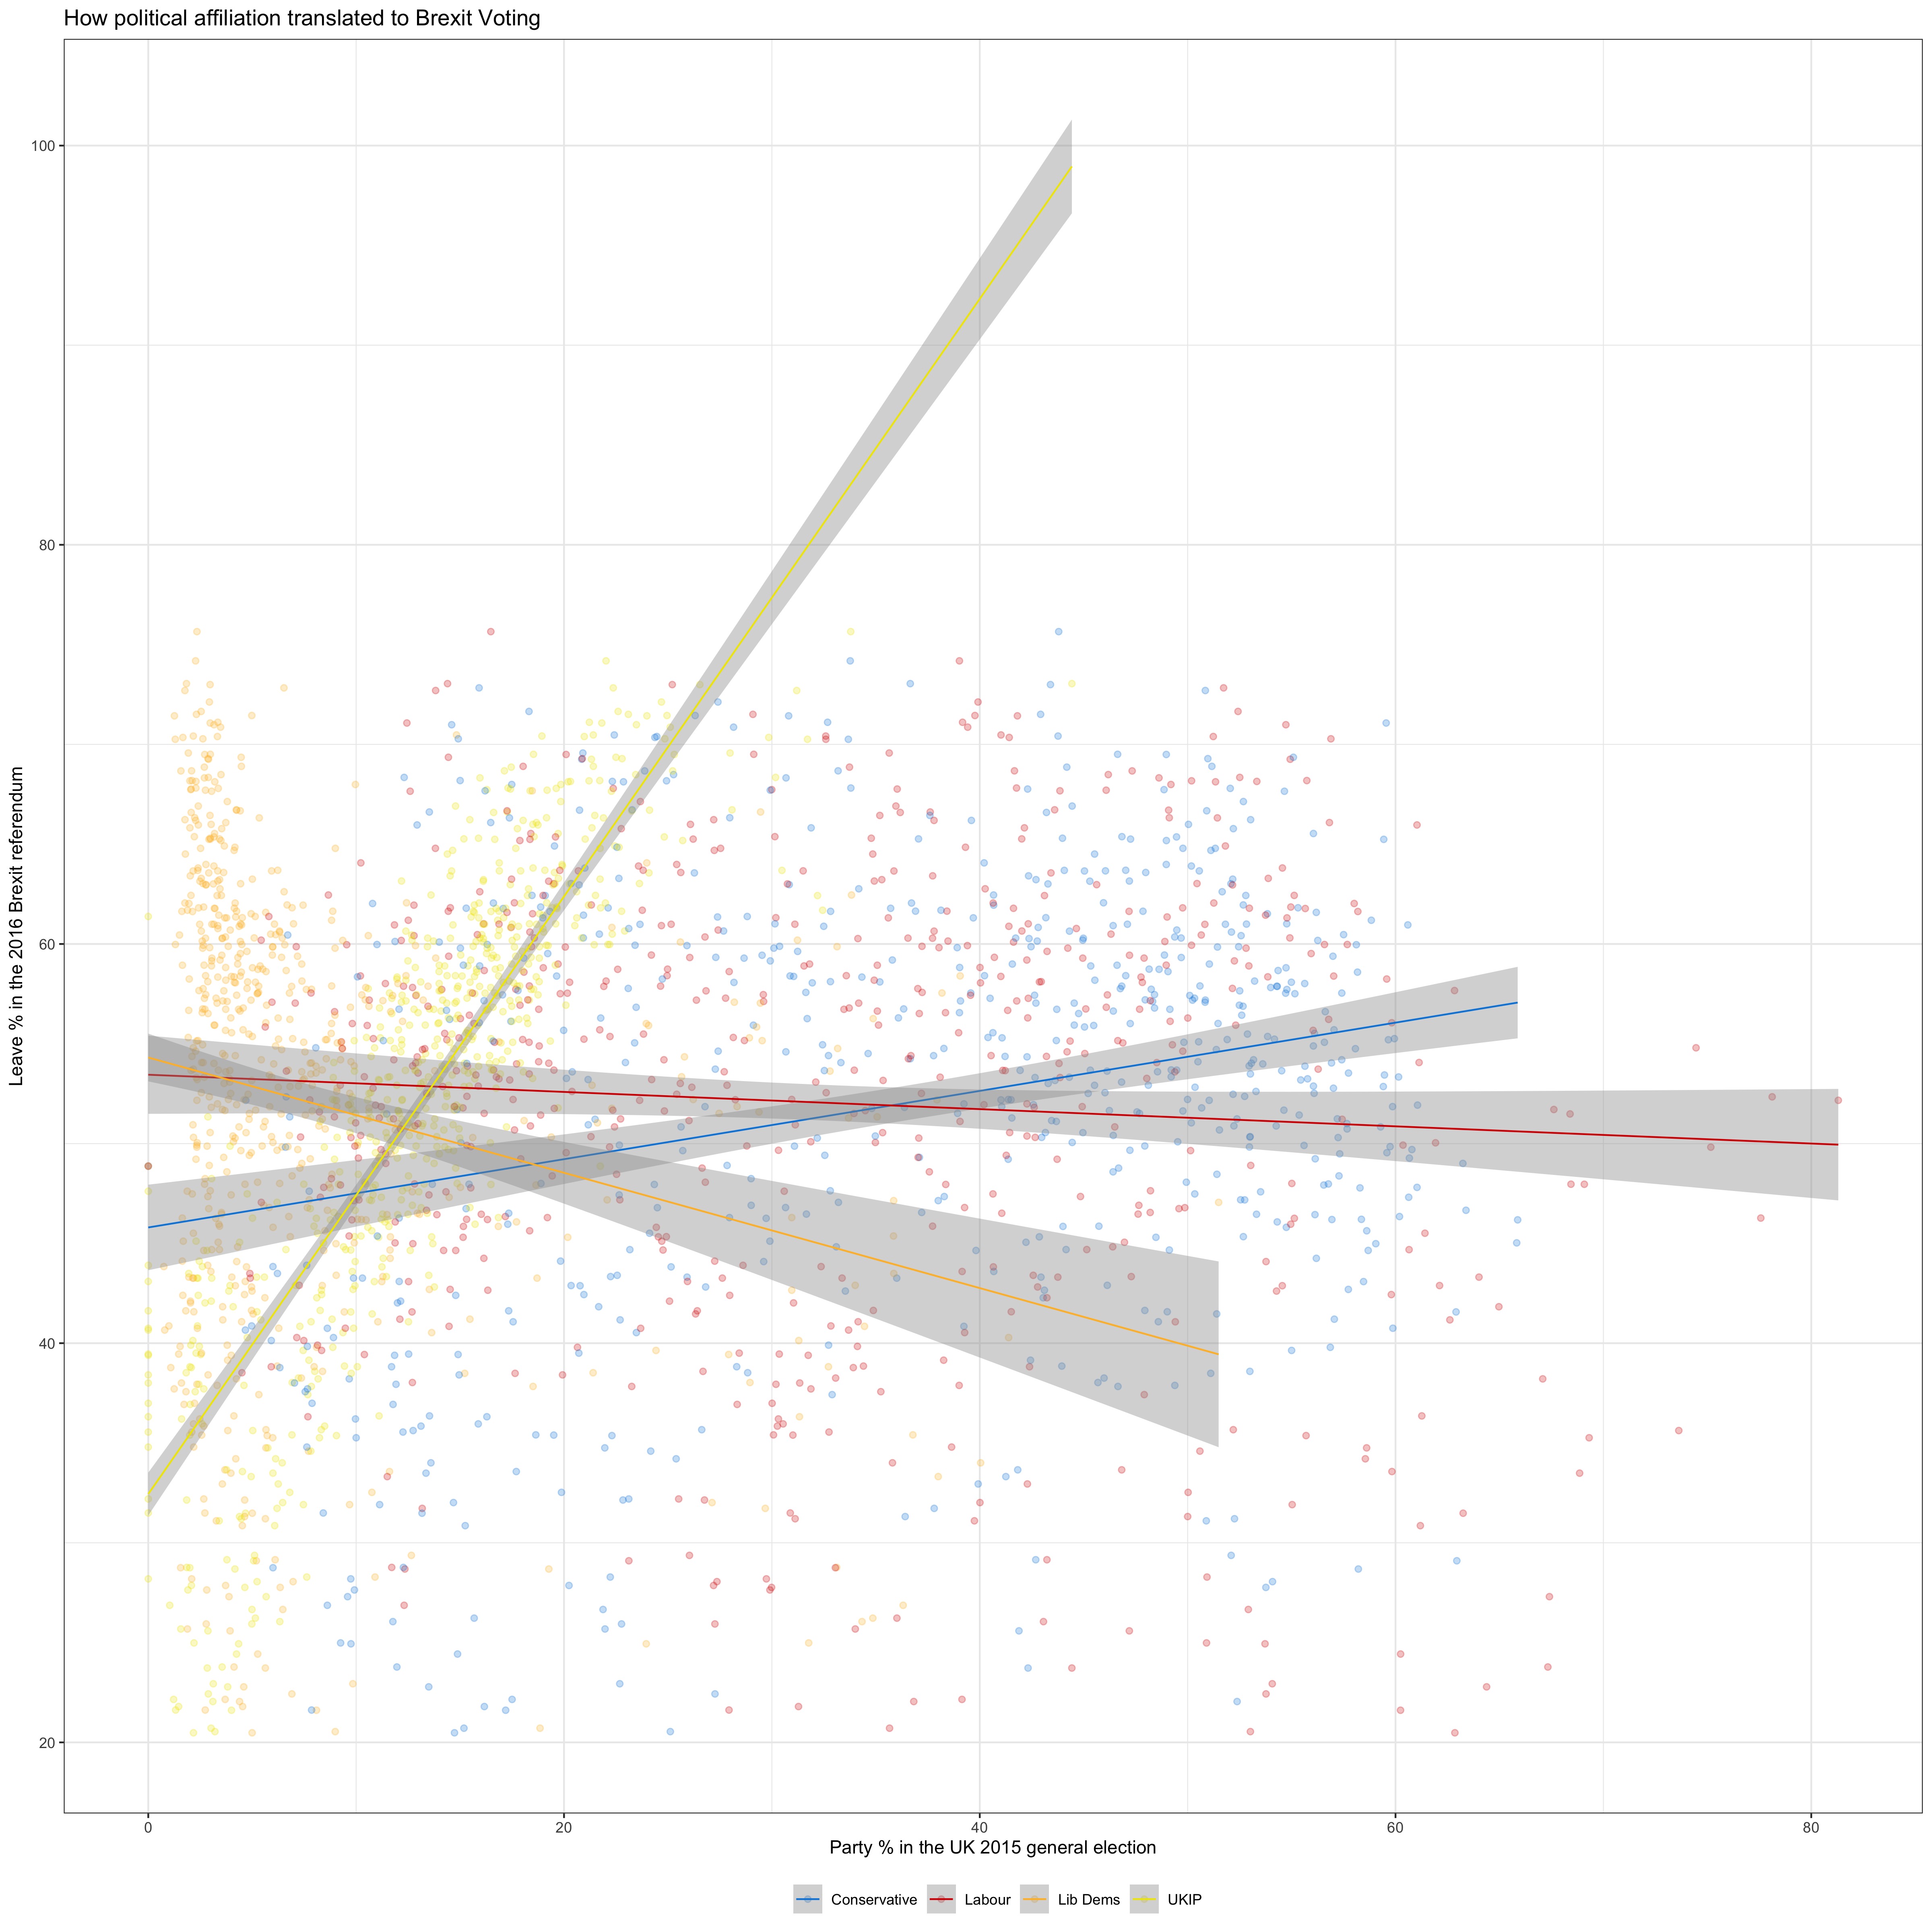 How political affiliation translated to Brexit Voting
100
80
60
40
20
Leave % in the 2016 Brexit referendum
0 20 40 60 80
Party % in the UK 2015 general election
Conservative Labour Lib Dems UKIP